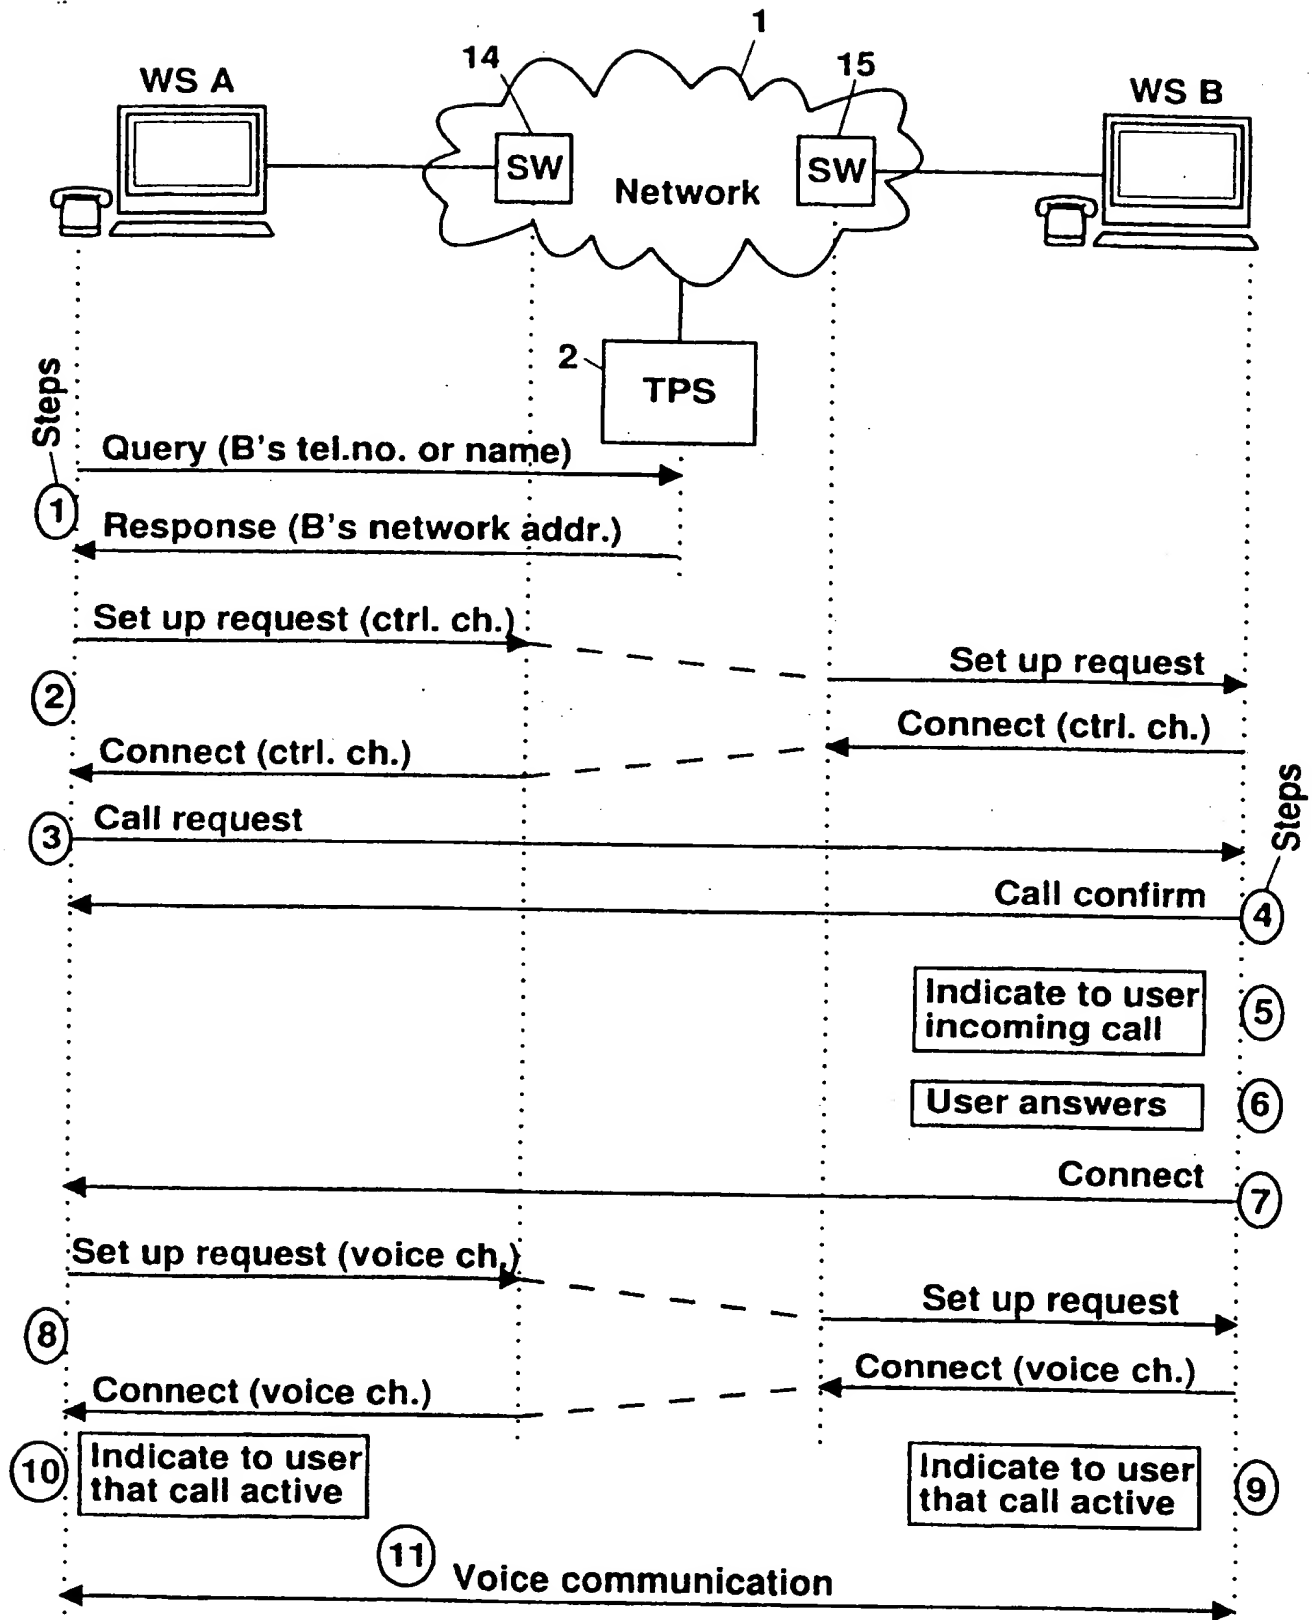 1
14
15
WS A
WS B
SW
SW
Network
2
TPS
Steps
Query (B's tel.no. or name)
1
Response (B's network addr.)
Set up request (ctrl. ch.)
Set up request
2
Connect (ctrl. ch.)
Connect (ctrl. ch.)
Steps
3
Call request
Call confirm
4
Indicate to user
incoming call
5
User answers
6
Connect
7
Set up request (voice ch.)
Set up request
8
Connect (voice ch.)
Connect (voice ch.)
10
Indicate to user
that call active
Indicate to user
that call active
9
11
Voice communication